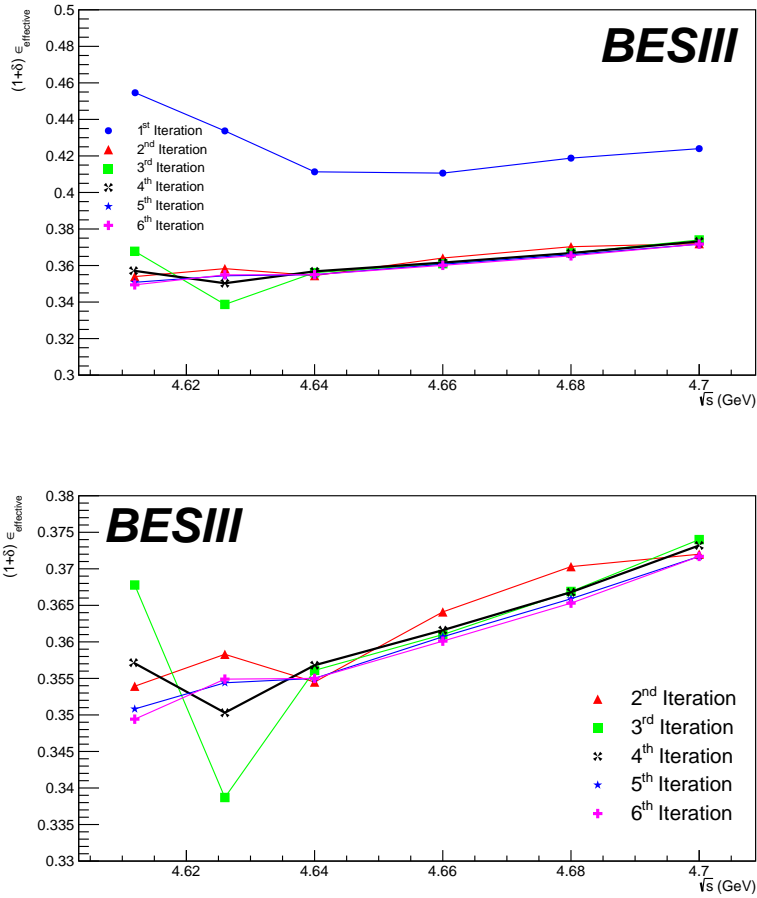 (1+δ) ∈effective
0.5
0.48
0.46
0.44
0.42
0.4
0.38
0.36
0.34
0.32
0.3
BESIII
1st Iteration
2nd Iteration
3rd Iteration
4th Iteration
5th Iteration
6th Iteration
4.62 4.64 4.66 4.68 4.7
√s (GeV)
(1+δ) ∈effective
0.38
0.375
0.37
0.365
0.36
0.355
0.35
0.345
0.34
0.335
0.33
BESIII
2nd Iteration
3rd Iteration
4th Iteration
5th Iteration
6th Iteration
4.62 4.64 4.66 4.68 4.7
√s (GeV)